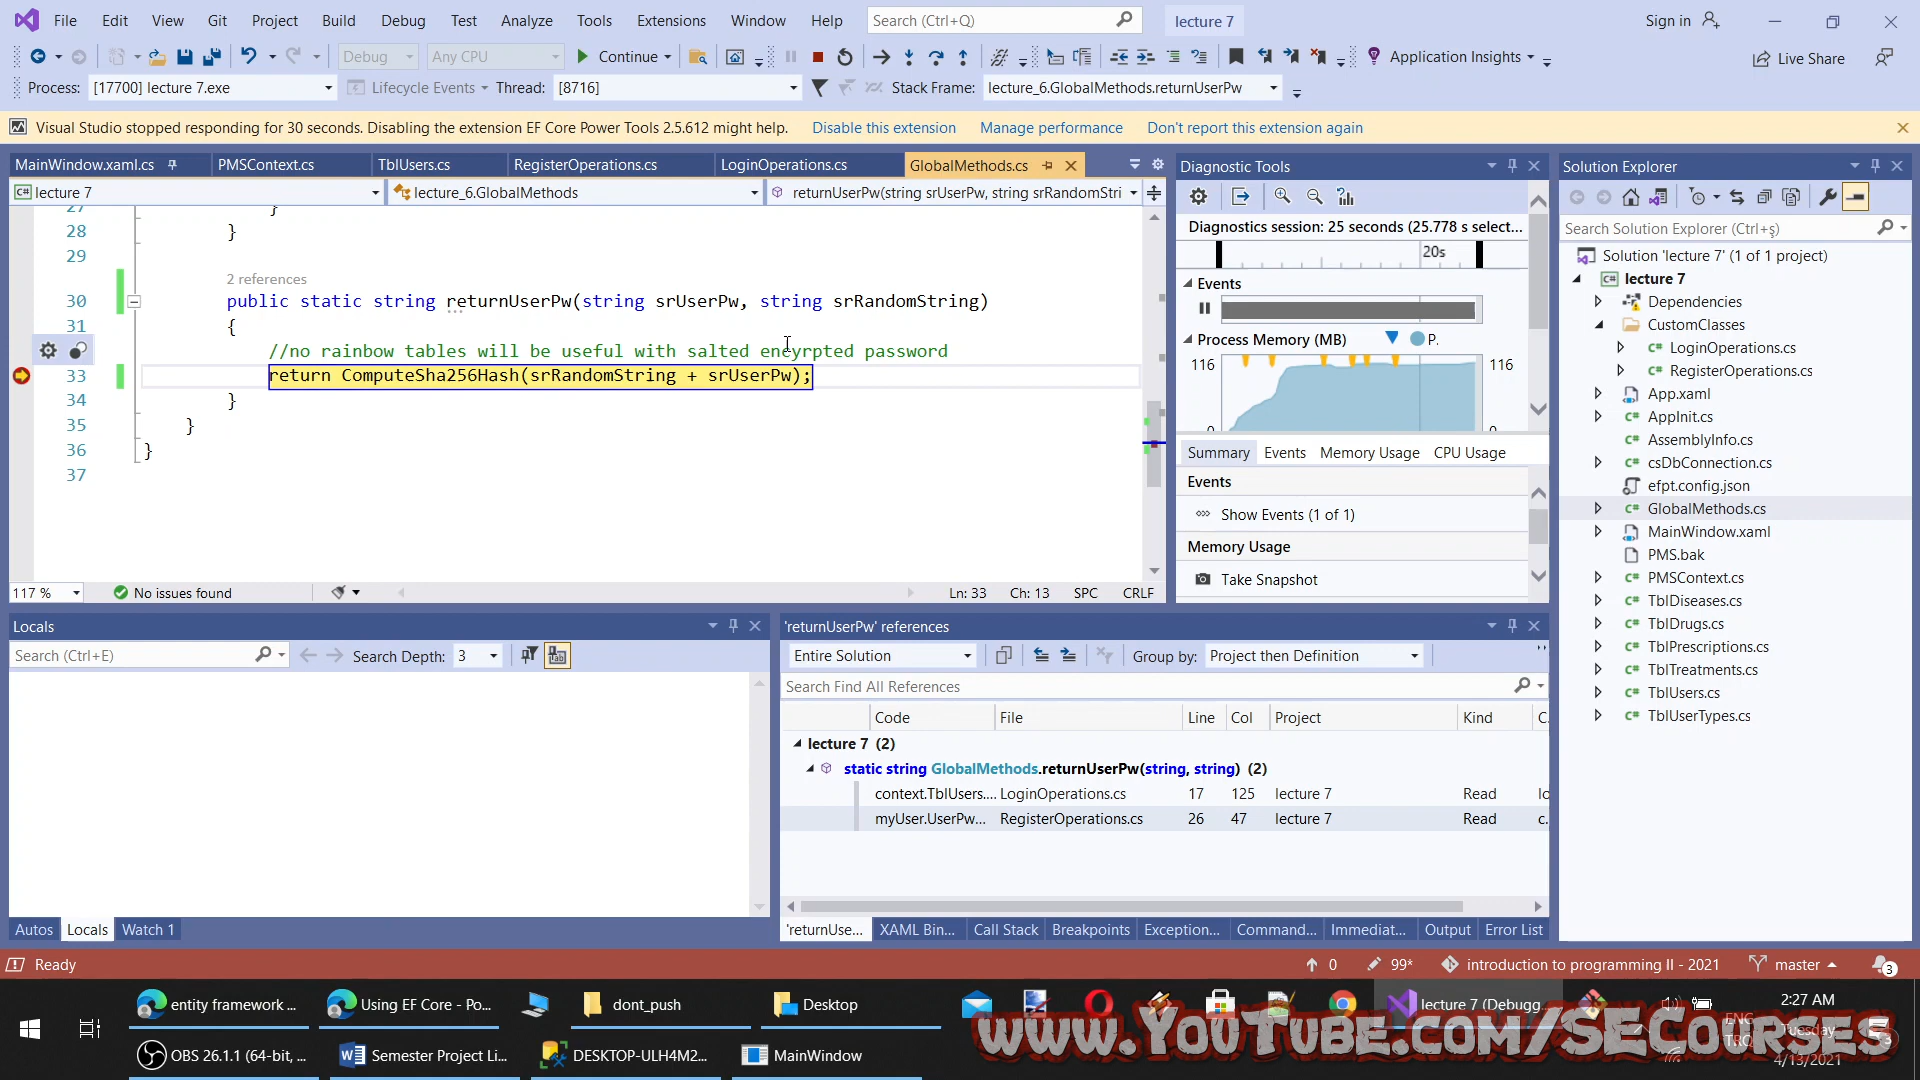 File Edit View Git Project Build Debug Test Analyze Tools Extensions Window Help Search (Ctrl+Q) lecture 7 Sign in
Debug Any CPU Continue Application Insights Live Share
Process: [17700] lecture 7.exe Lifecycle Events Thread: [8716] Stack Frame: lecture_6.GlobalMethods.returnUserPw
Visual Studio stopped responding for 30 seconds. Disabling the extension EF Core Power Tools 2.5.612 might help. Disable this extension Manage performance Don't report this extension again
MainWindow.xaml.cs PMSContext.cs TblUsers.cs RegisterOperations.cs LoginOperations.cs GlobalMethods.cs
lecture 7 lecture_6.GlobalMethods returnUserPw(string srUserPw, string srRandomStri
27 }
28 }
29
2 references
30 public static string returnUserPw(string srUserPw, string srRandomString)
31 {
//no rainbow tables will be useful with salted encyrpted password
33 return ComputeSha256Hash(srRandomString + srUserPw);
34 }
35 }
36 }
37
117 % No issues found Ln: 33 Ch: 13 SPC CRLF
Diagnostic Tools
Diagnostics session: 25 seconds (25.778 s select...
20s
Events
Process Memory (MB) P.
116 116
0 0
Summary Events Memory Usage CPU Usage
Events
Show Events (1 of 1)
Memory Usage
Take Snapshot
Solution Explorer
Search Solution Explorer (Ctrl+ş)
Solution 'lecture 7' (1 of 1 project)
lecture 7
Dependencies
CustomClasses
LoginOperations.cs
RegisterOperations.cs
App.xaml
AppInit.cs
AssemblyInfo.cs
csDbConnection.cs
efpt.config.json
GlobalMethods.cs
MainWindow.xaml
PMS.bak
PMSContext.cs
TblDiseases.cs
TblDrugs.cs
TblPrescriptions.cs
TblTreatments.cs
TblUsers.cs
TblUserTypes.cs
Locals
Search (Ctrl+E) Search Depth: 3
Autos Locals Watch 1
'returnUserPw' references
Entire Solution Group by: Project then Definition
Search Find All References
Code File Line Col Project Kind C.
lecture 7 (2)
static string GlobalMethods.returnUserPw(string, string) (2)
context.TblUsers.... LoginOperations.cs 17 125 lecture 7 Read lo
myUser.UserPw... RegisterOperations.cs 26 47 lecture 7 Read c.
'returnUse... XAML Bin... Call Stack Breakpoints Exception... Command... Immediat... Output Error List
Ready 0 99* introduction to programming II - 2021 master 3
entity framework ... Using EF Core - Po... dont_push Desktop lecture 7 (Debugg... 2:27 AM
OBS 26.1.1 (64-bit, ... Semester Project Li... DESKTOP-ULH4M2... MainWindow ENG TRQ Tuesday 4/13/2021
www.YouTube.com/SECourses